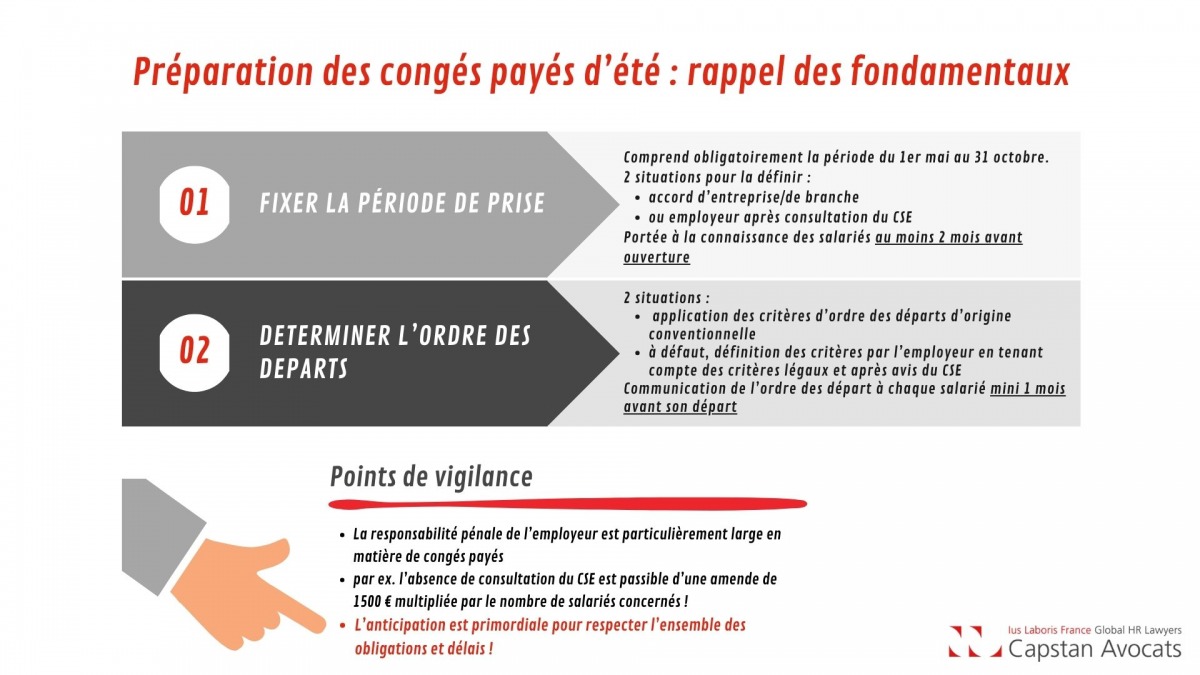 Préparation des congés payés d'été : rappel des fondamentaux
01
FIXER LA PÉRIODE DE PRISE
Comprend obligatoirement la période du 1er mai au 31 octobre.
2 situations pour la définir :
• accord d'entreprise/de branche
• ou employeur après consultation du CSE
Portée à la connaissance des salariés au moins 2 mois avant
ouverture
02
DETERMINER L'ORDRE DES
DEPARTS
2 situations :
• application des critères d'ordre des départs d'origine
conventionnelle
• à défaut, définition des critères par l'employeur en tenant
compte des critères légaux et après avis du CSE
Communication de l'ordre des départ à chaque salarié mini 1 mois
avant son départ
Points de vigilance
• La responsabilité pénale de l'employeur est particulièrement large en
matière de congés payés
• par ex. l'absence de consultation du CSE est passible d'une amende de
1500 € multipliée par le nombre de salariés concernés !
• L'anticipation est primordiale pour respecter l'ensemble des
obligations et délais !
Ius Laboris France Global HR Lawyers
Capstan Avocats